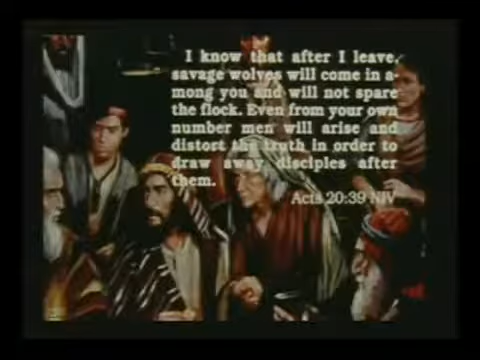 I know that after I leave,
savage wolves will come in a-
mong you and will not spare
the flock. Even from your own
number men will arise and
distort the truth in order to
draw away disciples after
them.
Acts 20:39 NIV